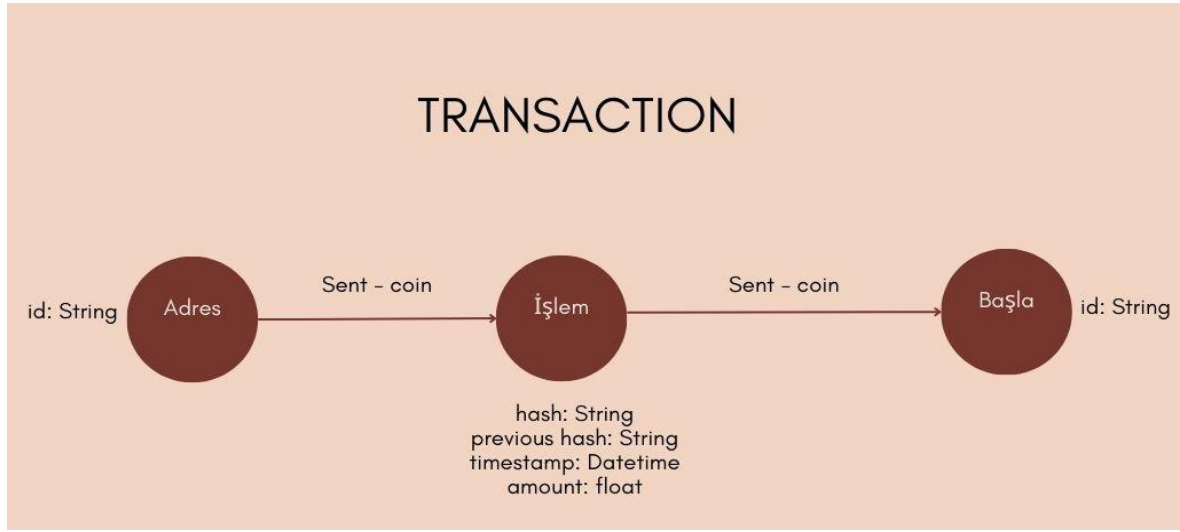 TRANSACTION
id: String
Adres
Sent - coin
İşlem
Sent - coin
Başla
id: String
hash: String
previous hash: String
timestamp: Datetime
amount: float